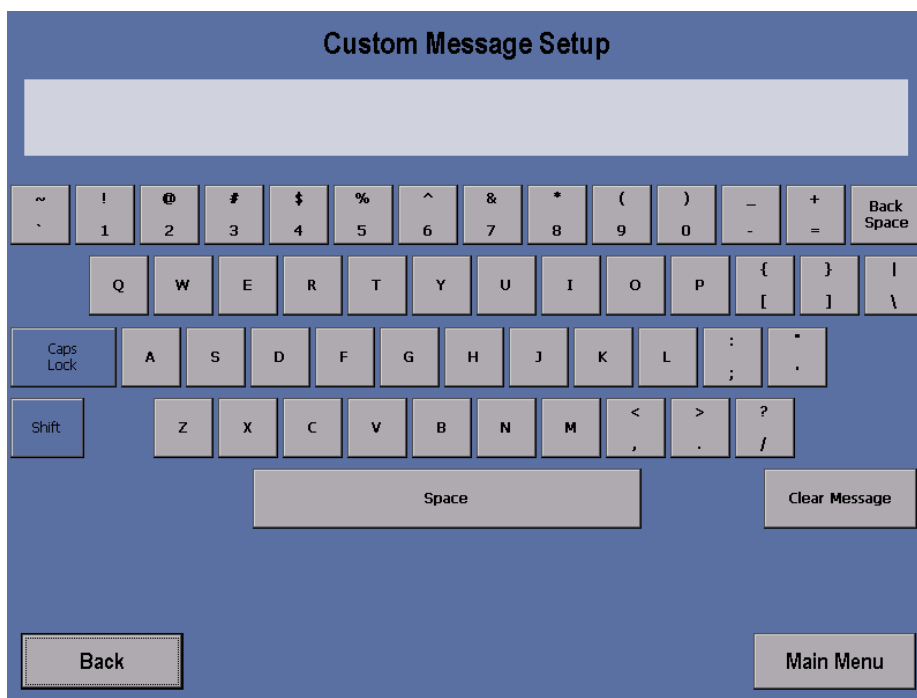 Custom Message Setup
~ ! @ # $ % ^ & * ( ) _ + Back
` 1 2 3 4 5 6 7 8 9 0 - = Space
Q W E R T Y U I O P { } |
[ ] \
Caps Lock A S D F G H J K L : "
; '
Shift Z X C V B N M < > ?
, . /
Space Clear Message
Back Main Menu